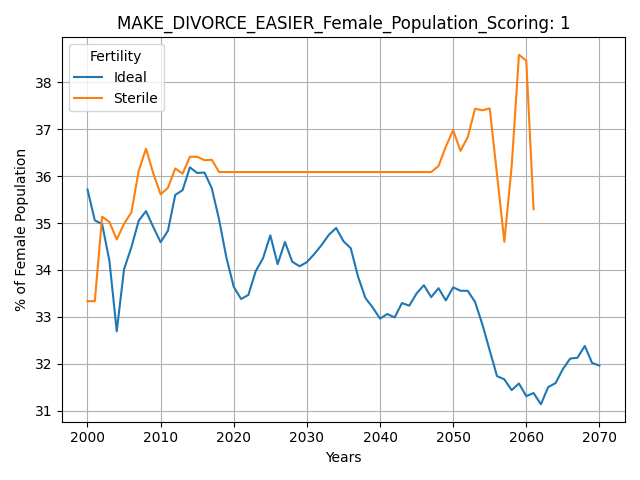 MAKE_DIVORCE_EASIER_Female_Population_Scoring: 1
Fertility
Ideal
Sterile
% of Female Population
38
37
36
35
34
33
32
31
2000 2010 2020 2030 2040 2050 2060 2070
Years